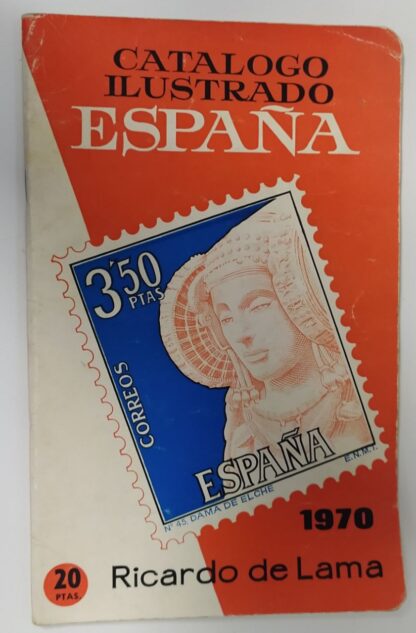 CATALOGO
ILUSTRADO
ESPAÑA
3'50
PTAS
CORREOS
ESPAÑA
Nº 45. DAMA DE ELCHE
E.N.M.I.
1970
20
PTAS.
Ricardo de Lama